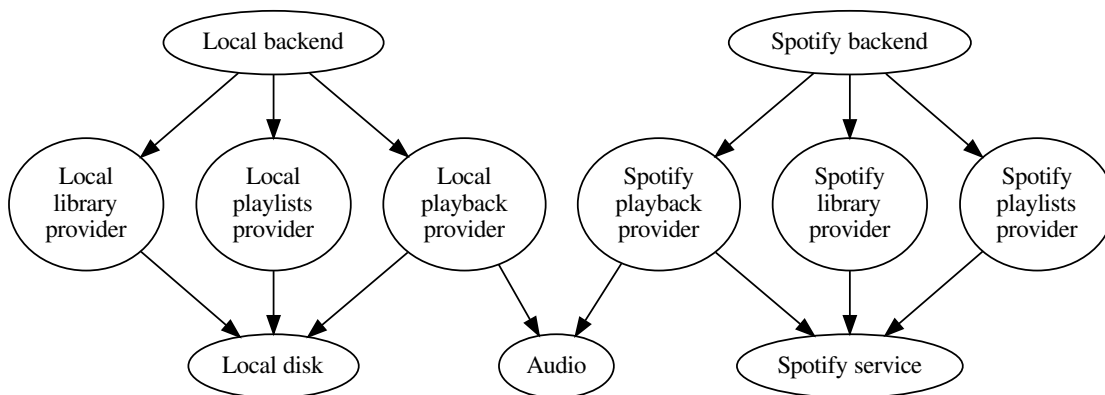 Local backend
Spotify backend
Local
library
provider
Local
playlists
provider
Local
playback
provider
Spotify
playback
provider
Spotify
library
provider
Spotify
playlists
provider
Local disk
Audio
Spotify service